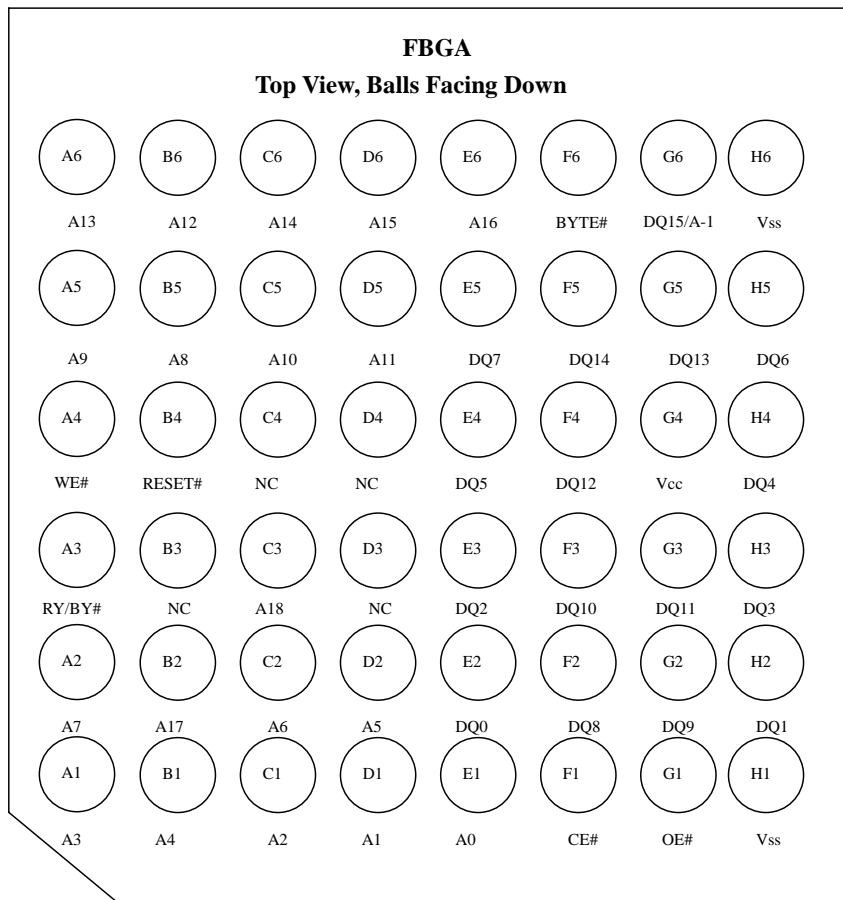 FBGA
Top View, Balls Facing Down
A6 B6 C6 D6 E6 F6 G6 H6
A13 A12 A14 A15 A16 BYTE# DQ15/A-1 Vss
A5 B5 C5 D5 E5 F5 G5 H5
A9 A8 A10 A11 DQ7 DQ14 DQ13 DQ6
A4 B4 C4 D4 E4 F4 G4 H4
WE# RESET# NC NC DQ5 DQ12 Vcc DQ4
A3 B3 C3 D3 E3 F3 G3 H3
RY/BY# NC A18 NC DQ2 DQ10 DQ11 DQ3
A2 B2 C2 D2 E2 F2 G2 H2
A7 A17 A6 A5 DQ0 DQ8 DQ9 DQ1
A1 B1 C1 D1 E1 F1 G1 H1
A3 A4 A2 A1 A0 CE# OE# Vss